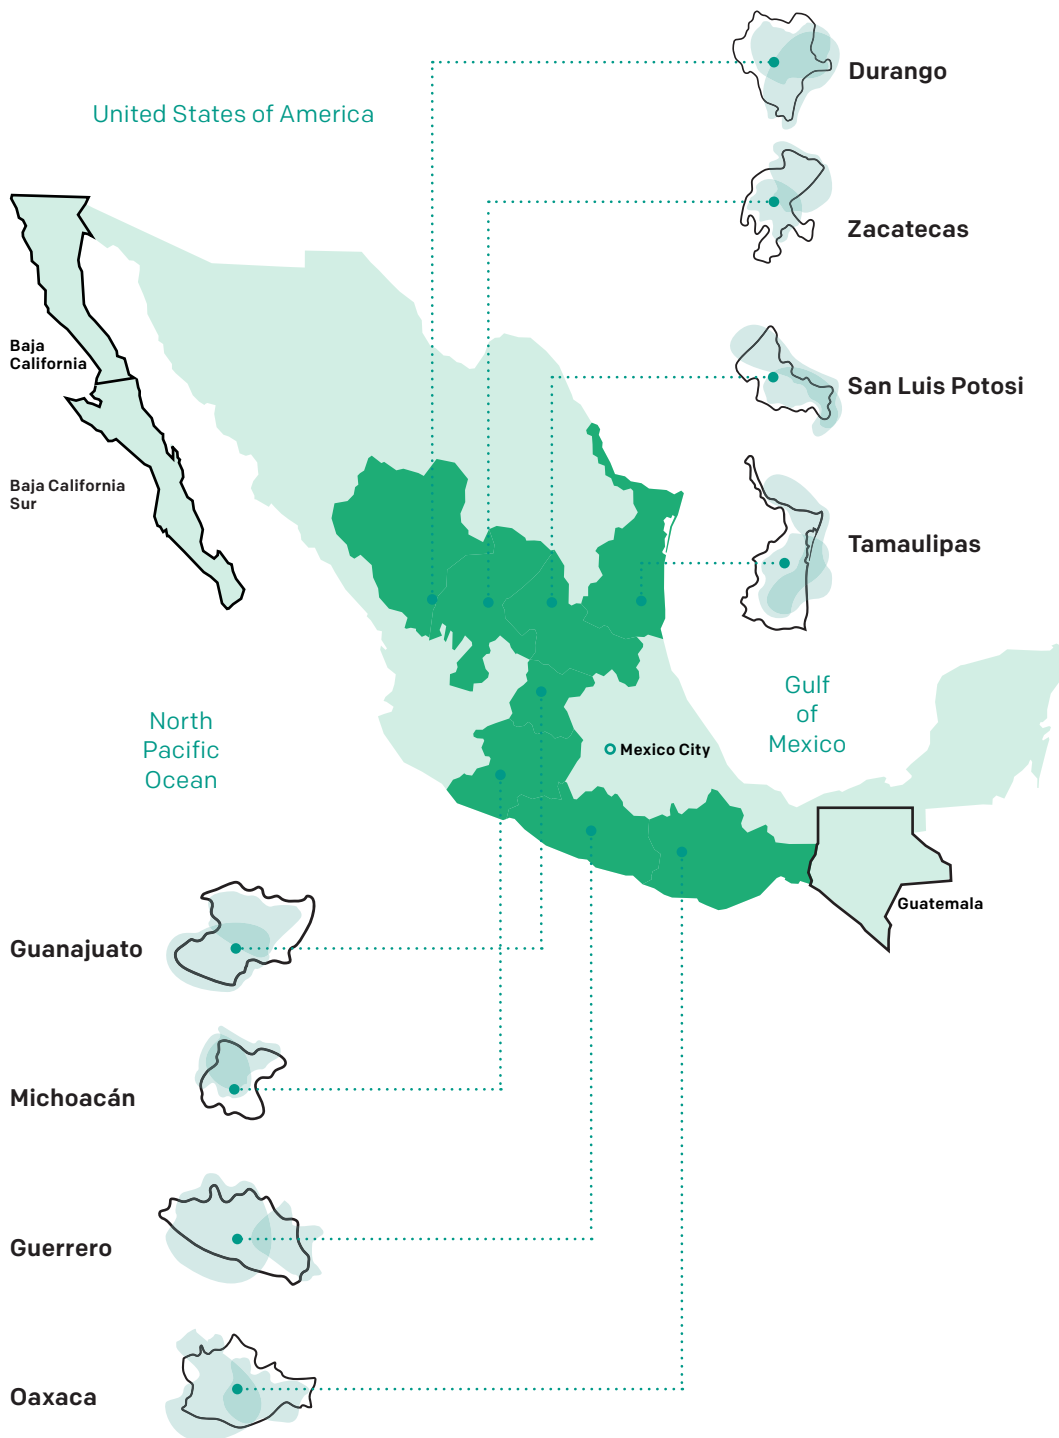 Durango
United States of America
Zacatecas
Baja
California
San Luis Potosi
Baja California
Sur
Tamaulipas
Gulf
of
Mexico
North
Pacific
Ocean
Mexico City
Guatemala
Guanajuato
Michoacán
Guerrero
Oaxaca